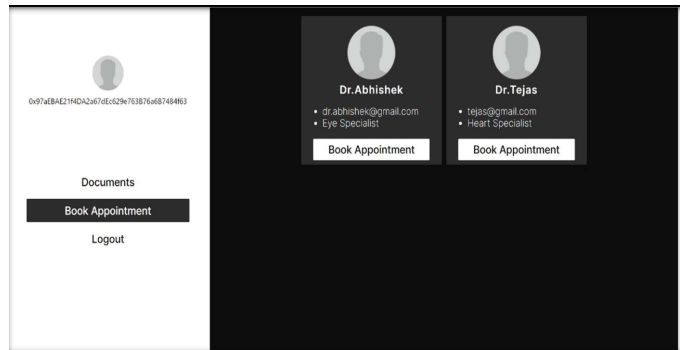 0x97aEBAE21f4DA2a67dEc629e763B76a6B7484f63
Documents
Book Appointment
Logout
Dr.Abhishek
• dr.abhishek@gmail.com
• Eye Specialist
Book Appointment
Dr.Tejas
• tejas@gmail.com
• Heart Specialist
Book Appointment